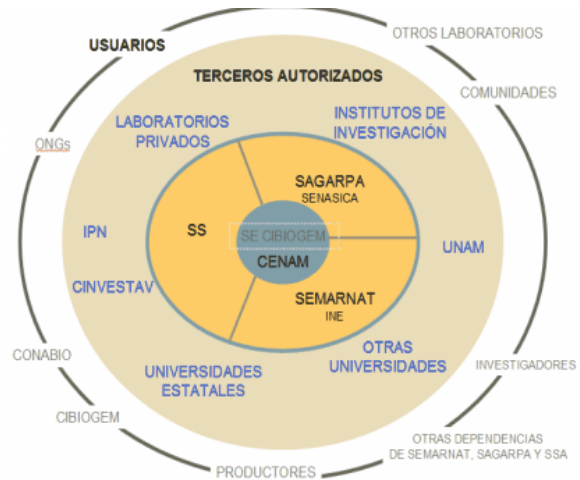 USUARIOS
OTROS LABORATORIOS
TERCEROS AUTORIZADOS
COMUNIDADES
LABORATORIOS
PRIVADOS
INSTITUTOS DE
INVESTIGACIÓN
ONGs
SAGARPA
SENASICA
IPN
SS
SE CIBIOGEM
UNAM
CENAM
CINVESTAV
SEMARNAT
INE
CONABIO
OTRAS
UNIVERSIDADES
UNIVERSIDADES
ESTATALES
INVESTIGADORES
CIBIOGEM
OTRAS DEPENDENCIAS
DE SEMARNAT, SAGARPA Y SSA
PRODUCTORES